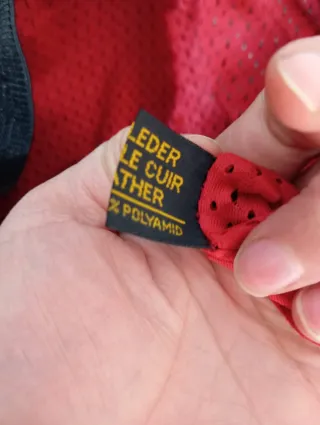 LEDER
LE CUIR
ATHER
% POLYAMID